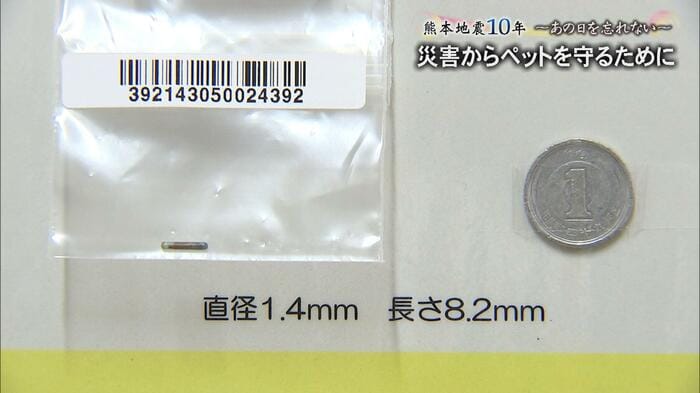 熊本地震10年 ～あの日を忘れない～
災害からペットを守るために
392143050024392
1
直径1.4mm 長さ8.2mm